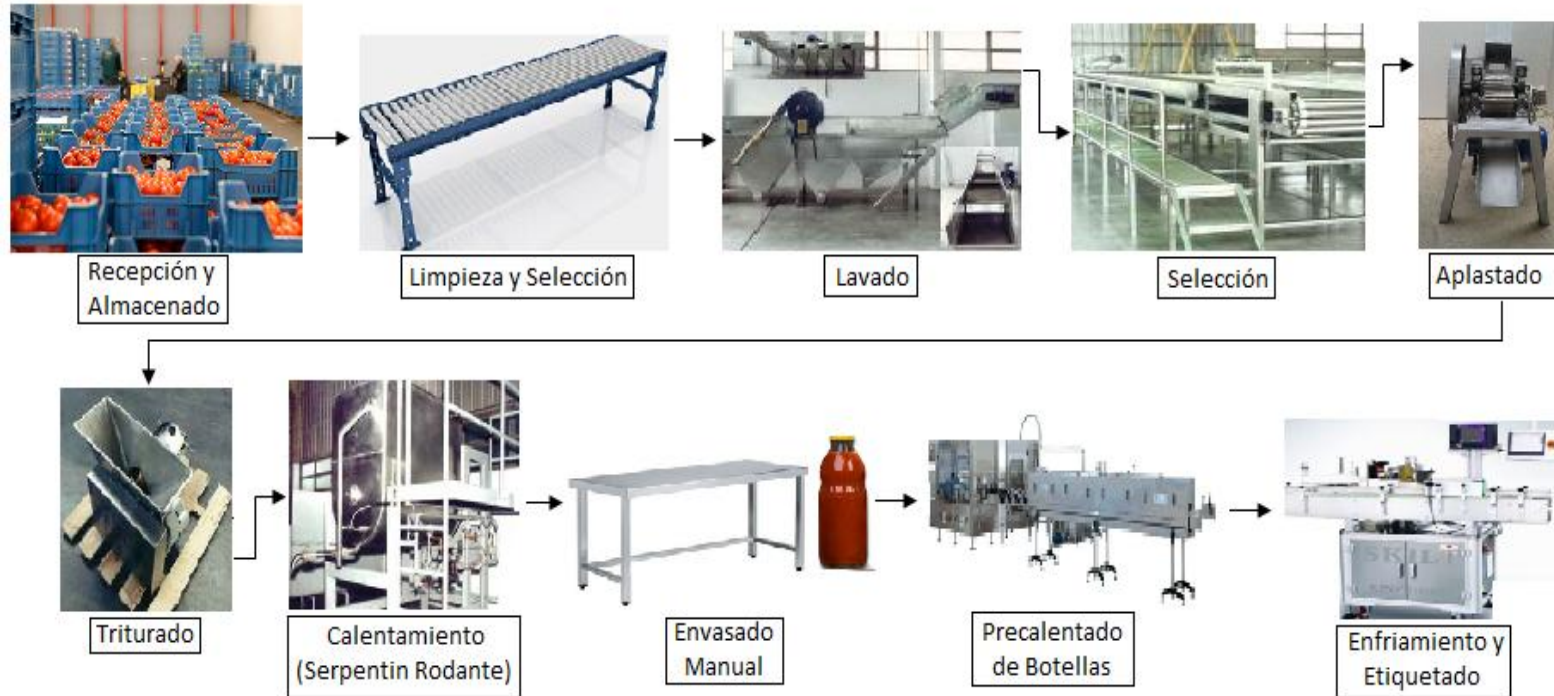 Recepción y
Almacenado
Limpieza y Selección
Lavado
Selección
Aplastado
Triturado
Calentamiento
(Serpentin Rodante)
Envasado
Manual
Precalentado
de Botellas
Enfriamiento y
Etiquetado